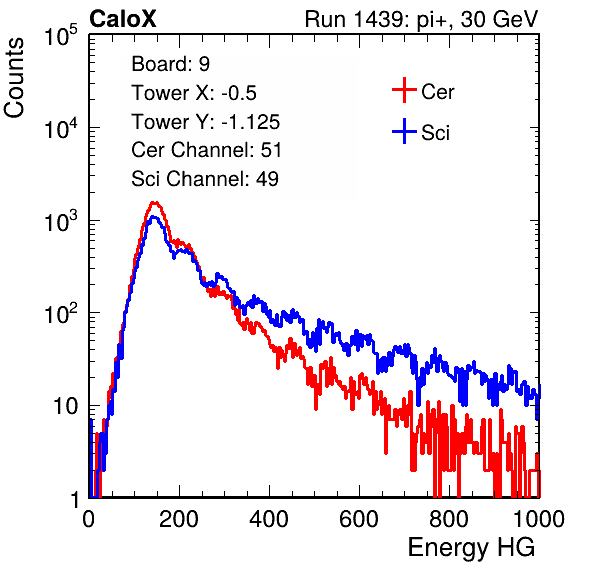 CaloX Run 1439: pi+, 30 GeV
Counts
Board: 9
Tower X: -0.5
Tower Y: -1.125
Cer Channel: 51
Sci Channel: 49
Cer
Sci
10^5
10^4
10^3
10^2
10
1
0 200 400 600 800 1000
Energy HG